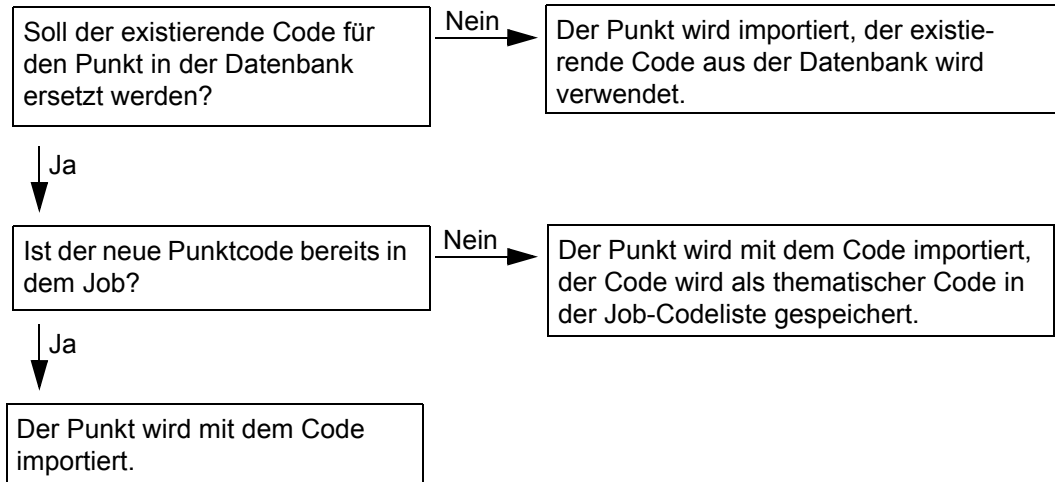 Soll der existierende Code für
den Punkt in der Datenbank
ersetzt werden?
Nein
Der Punkt wird importiert, der existie-
rende Code aus der Datenbank wird
verwendet.
Ja
Ist der neue Punktcode bereits in
dem Job?
Nein
Der Punkt wird mit dem Code importiert,
der Code wird als thematischer Code in
der Job-Codeliste gespeichert.
Ja
Der Punkt wird mit dem Code
importiert.